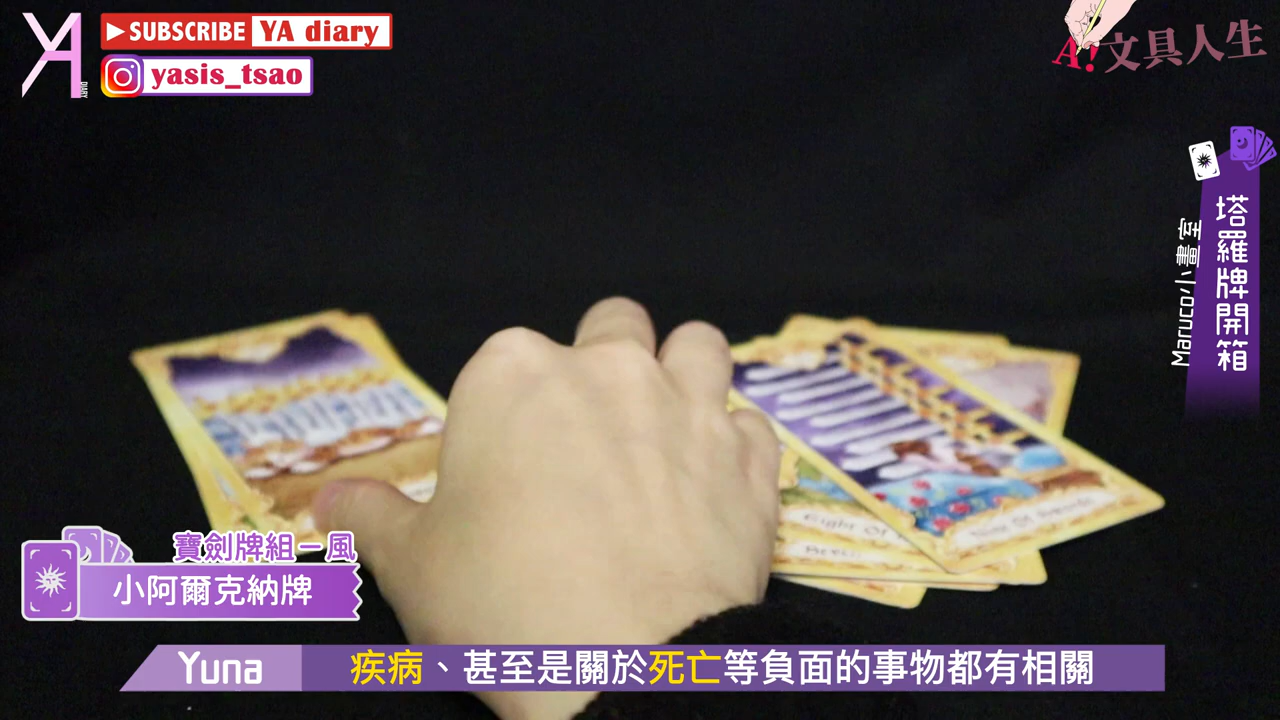 YA
DIARY
SUBSCRIBE YA diary
yasis_tsao
A!文具人生
塔羅牌開箱
Maruco小畫室
Eight Of
Nine Of Swords
寶劍牌組－風
小阿爾克納牌
Yuna
疾病、甚至是關於死亡等負面的事物都有相關